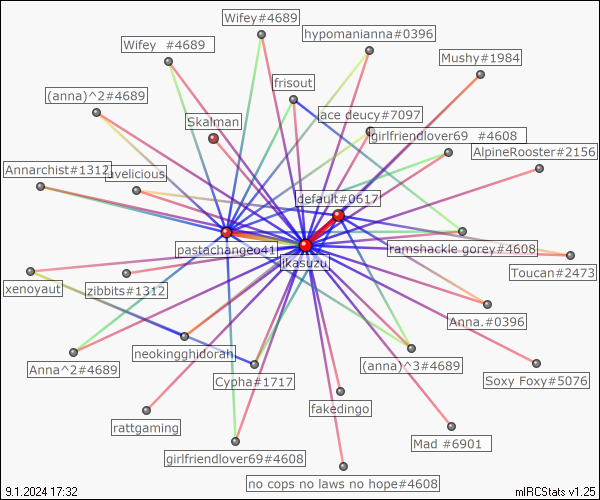 Wifey#4689
hypomanianna#0396
Wifey #4689
Mushy#1984
frisout
(anna)^2#4689
ace deucy#7097
Skalman
girlfriendlover69 #4608
AlpineRooster#2156
Annarchist#1312
avelicious
default#0617
pastachangeo41
ramshackle gorey#4608
ikasuzu
Toucan#2473
xenoyaut
zibbits#1312
Anna.#0396
neokingghidorah
(anna)^3#4689
Anna^2#4689
Cypha#1717
Soxy Foxy#5076
fakedingo
rattgaming
Mad #6901
girlfriendlover69#4608
no cops no laws no hope#4608
9.1.2024 17:32
mIRCStats v1.25